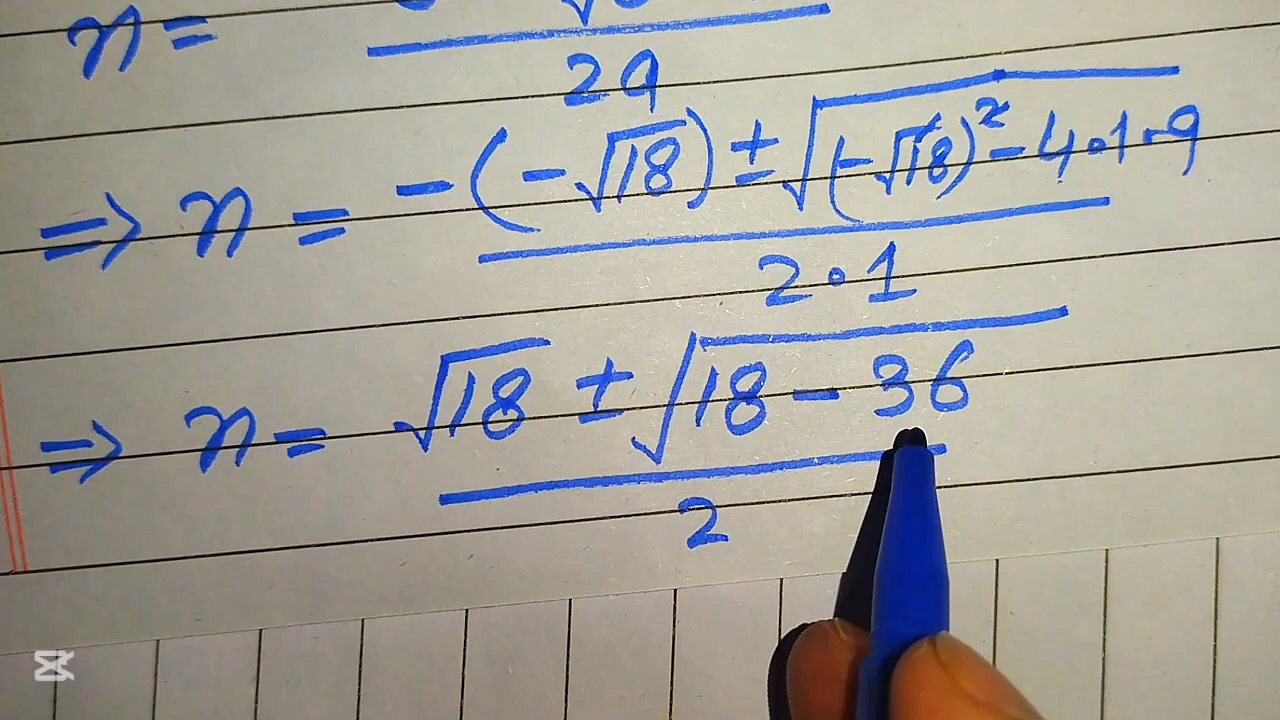 n =
2a
⇒ n = -(-√18) ± √(-√18)² - 4·1·9
2·1
⇒ n = √18 ± √18 - 36
2